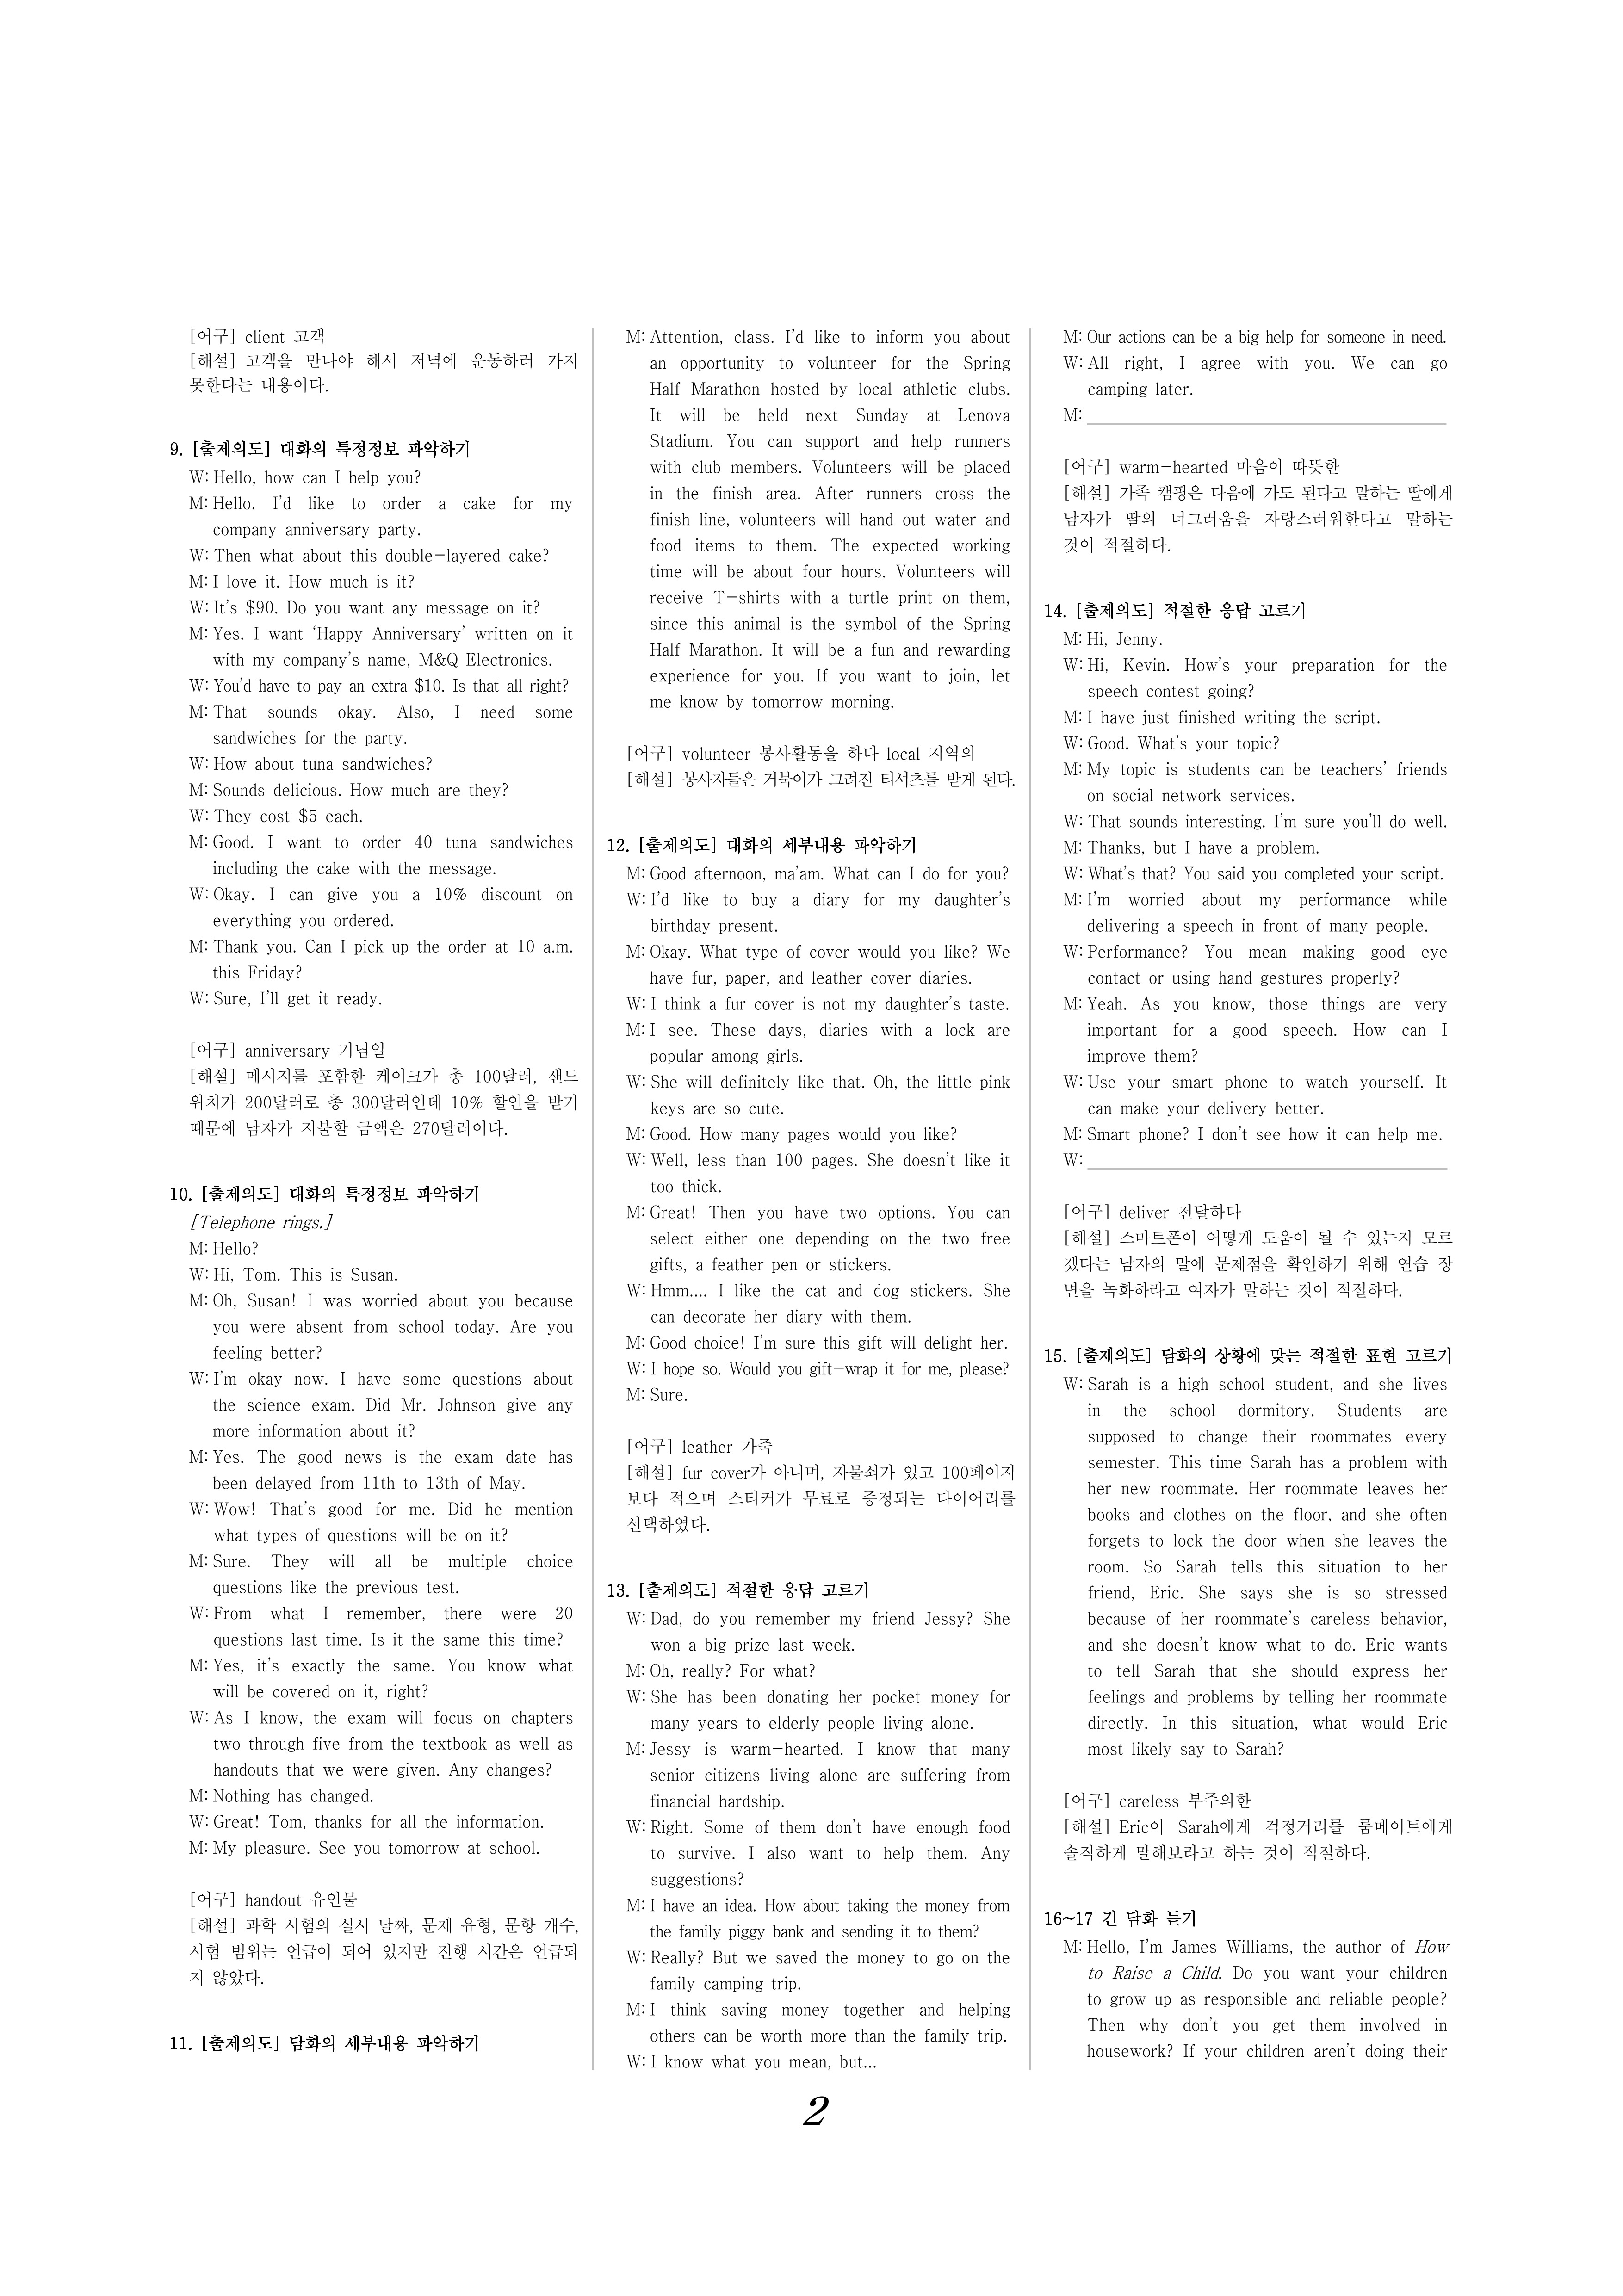 [어구] client 고객
[해설] 고객을 만나야 해서 저녁에 운동하러 가지
못한다는 내용이다.
9. [출제의도] 대화의 특정정보 파악하기
W: Hello, how can I help you?
M: Hello. I'd like to order a cake for my
company anniversary party.
W: Then what about this double-layered cake?
M: I love it. How much is it?
W: It's $90. Do you want any message on it?
M: Yes. I want 'Happy Anniversary' written on it
with my company's name, M&Q Electronics.
W: You'd have to pay an extra $10. Is that all right?
M: That sounds okay. Also, I need some
sandwiches for the party.
W: How about tuna sandwiches?
M: Sounds delicious. How much are they?
W: They cost $5 each.
M: Good. I want to order 40 tuna sandwiches
including the cake with the message.
W: Okay. I can give you a 10% discount on
everything you ordered.
M: Thank you. Can I pick up the order at 10 a.m.
this Friday?
W: Sure, I'll get it ready.
[어구] anniversary 기념일
[해설] 메시지를 포함한 케이크가 총 100달러, 샌드
위치가 200달러로 총 300달러인데 10% 할인을 받기
때문에 남자가 지불할 금액은 270달러이다.
10. [출제의도] 대화의 특정정보 파악하기
[Telephone rings.]
M: Hello?
W: Hi, Tom. This is Susan.
M: Oh, Susan! I was worried about you because
you were absent from school today. Are you
feeling better?
W: I'm okay now. I have some questions about
the science exam. Did Mr. Johnson give any
more information about it?
M: Yes. The good news is the exam date has
been delayed from 11th to 13th of May.
W: Wow! That's good for me. Did he mention
what types of questions will be on it?
M: Sure. They will all be multiple choice
questions like the previous test.
W: From what I remember, there were 20
questions last time. Is it the same this time?
M: Yes, it's exactly the same. You know what
will be covered on it, right?
W: As I know, the exam will focus on chapters
two through five from the textbook as well as
handouts that we were given. Any changes?
M: Nothing has changed.
W: Great! Tom, thanks for all the information.
M: My pleasure. See you tomorrow at school.
[어구] handout 유인물
[해설] 과학 시험의 실시 날짜, 문제 유형, 문항 개수,
시험 범위는 언급이 되어 있지만 진행 시간은 언급되
지 않았다.
11. [출제의도] 담화의 세부내용 파악하기
M: Attention, class. I'd like to inform you about
an opportunity to volunteer for the Spring
Half Marathon hosted by local athletic clubs.
It will be held next Sunday at Lenova
Stadium. You can support and help runners
with club members. Volunteers will be placed
in the finish area. After runners cross the
finish line, volunteers will hand out water and
food items to them. The expected working
time will be about four hours. Volunteers will
receive T-shirts with a turtle print on them,
since this animal is the symbol of the Spring
Half Marathon. It will be a fun and rewarding
experience for you. If you want to join, let
me know by tomorrow morning.
[어구] volunteer 봉사활동을 하다 local 지역의
[해설] 봉사자들은 거북이가 그려진 티셔츠를 받게 된다.
12. [출제의도] 대화의 세부내용 파악하기
M: Good afternoon, ma'am. What can I do for you?
W: I'd like to buy a diary for my daughter's
birthday present.
M: Okay. What type of cover would you like? We
have fur, paper, and leather cover diaries.
W: I think a fur cover is not my daughter's taste.
M: I see. These days, diaries with a lock are
popular among girls.
W: She will definitely like that. Oh, the little pink
keys are so cute.
M: Good. How many pages would you like?
W: Well, less than 100 pages. She doesn't like it
too thick.
M: Great! Then you have two options. You can
select either one depending on the two free
gifts, a feather pen or stickers.
W: Hmm.... I like the cat and dog stickers. She
can decorate her diary with them.
M: Good choice! I'm sure this gift will delight her.
W: I hope so. Would you gift-wrap it for me, please?
M: Sure.
[어구] leather 가죽
[해설] fur cover가 아니며, 자물쇠가 있고 100페이지
보다 적으며 스티커가 무료로 증정되는 다이어리를
선택하였다.
13. [출제의도] 적절한 응답 고르기
W: Dad, do you remember my friend Jessy? She
won a big prize last week.
M: Oh, really? For what?
W: She has been donating her pocket money for
many years to elderly people living alone.
M: Jessy is warm-hearted. I know that many
senior citizens living alone are suffering from
financial hardship.
W: Right. Some of them don't have enough food
to survive. I also want to help them. Any
suggestions?
M: I have an idea. How about taking the money from
the family piggy bank and sending it to them?
W: Really? But we saved the money to go on the
family camping trip.
M: I think saving money together and helping
others can be worth more than the family trip.
W: I know what you mean, but...
M: Our actions can be a big help for someone in need.
W: All right, I agree with you. We can go
camping later.
M:
[어구] warm-hearted 마음이 따뜻한
[해설] 가족 캠핑은 다음에 가도 된다고 말하는 딸에게
남자가 딸의 너그러움을 자랑스러워한다고 말하는
것이 적절하다.
14. [출제의도] 적절한 응답 고르기
M: Hi, Jenny.
W: Hi, Kevin. How's your preparation for the
speech contest going?
M: I have just finished writing the script.
W: Good. What's your topic?
M: My topic is students can be teachers' friends
on social network services.
W: That sounds interesting. I'm sure you'll do well.
M: Thanks, but I have a problem.
W: What's that? You said you completed your script.
M: I'm worried about my performance while
delivering a speech in front of many people.
W: Performance? You mean making good eye
contact or using hand gestures properly?
M: Yeah. As you know, those things are very
important for a good speech. How can I
improve them?
W: Use your smart phone to watch yourself. It
can make your delivery better.
M: Smart phone? I don't see how it can help me.
W:
[어구] deliver 전달하다
[해설] 스마트폰이 어떻게 도움이 될 수 있는지 모르
겠다는 남자의 말에 문제점을 확인하기 위해 연습 장
면을 녹화하라고 여자가 말하는 것이 적절하다.
15. [출제의도] 담화의 상황에 맞는 적절한 표현 고르기
W: Sarah is a high school student, and she lives
in the school dormitory. Students are
supposed to change their roommates every
semester. This time Sarah has a problem with
her new roommate. Her roommate leaves her
books and clothes on the floor, and she often
forgets to lock the door when she leaves the
room. So Sarah tells this situation to her
friend, Eric. She says she is so stressed
because of her roommate's careless behavior,
and she doesn't know what to do. Eric wants
to tell Sarah that she should express her
feelings and problems by telling her roommate
directly. In this situation, what would Eric
most likely say to Sarah?
[어구] careless 부주의한
[해설] Eric이 Sarah에게 걱정거리를 룸메이트에게
솔직하게 말해보라고 하는 것이 적절하다.
16~17 긴 담화 듣기
M: Hello, I'm James Williams, the author of How
to Raise a Child. Do you want your children
to grow up as responsible and reliable people?
Then why don't you get them involved in
housework? If your children aren't doing their
2